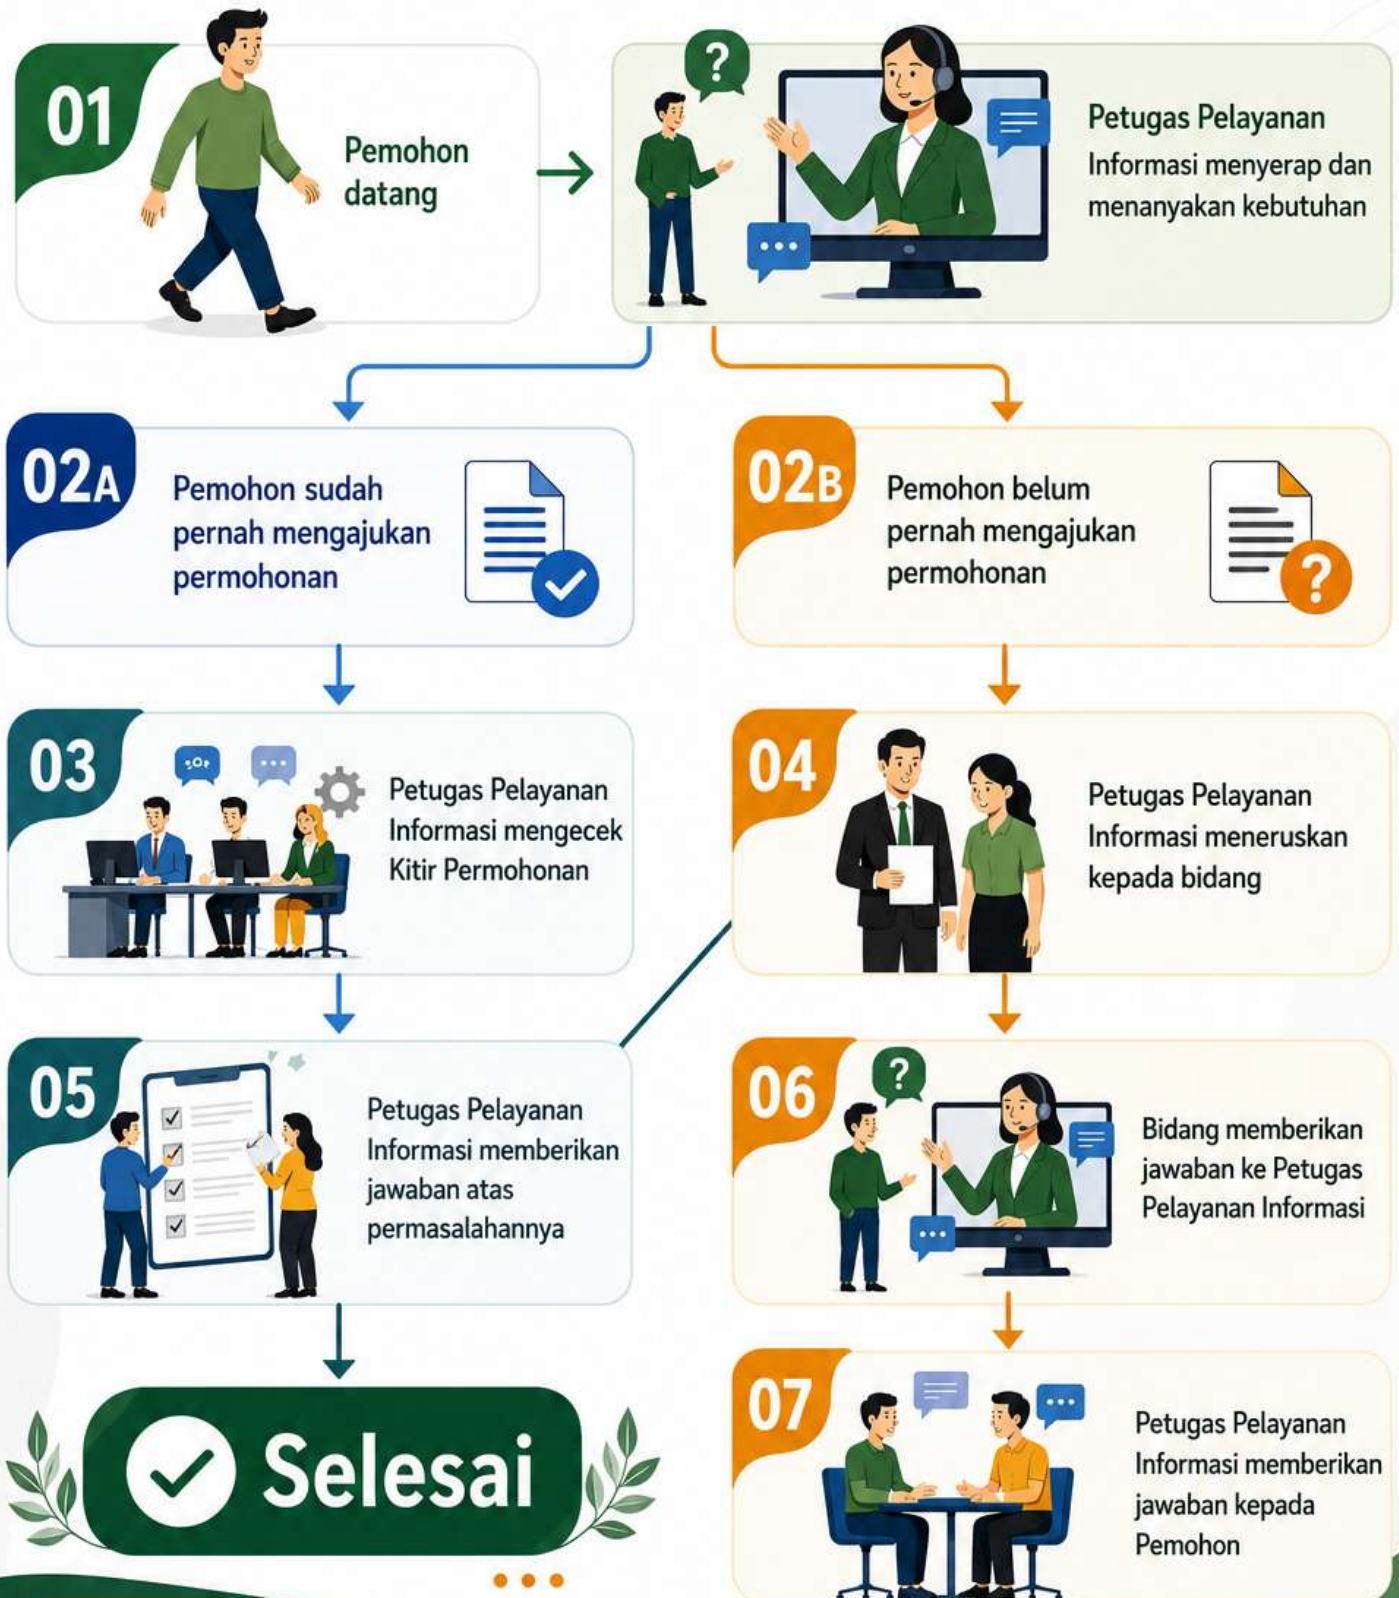 01
Pemohon
datang
?
Petugas Pelayanan
Informasi menyerap dan
menanyakan kebutuhan
02A
Pemohon sudah
pernah mengajukan
permohonan
02B
Pemohon belum
pernah mengajukan
permohonan
?
03
Petugas Pelayanan
Informasi mengecek
Kitir Permohonan
04
Petugas Pelayanan
Informasi meneruskan
kepada bidang
05
Petugas Pelayanan
Informasi memberikan
jawaban atas
permasalahannya
06
?
Bidang memberikan
jawaban ke Petugas
Pelayanan Informasi
Selesai
07
Petugas Pelayanan
Informasi memberikan
jawaban kepada
Pemohon